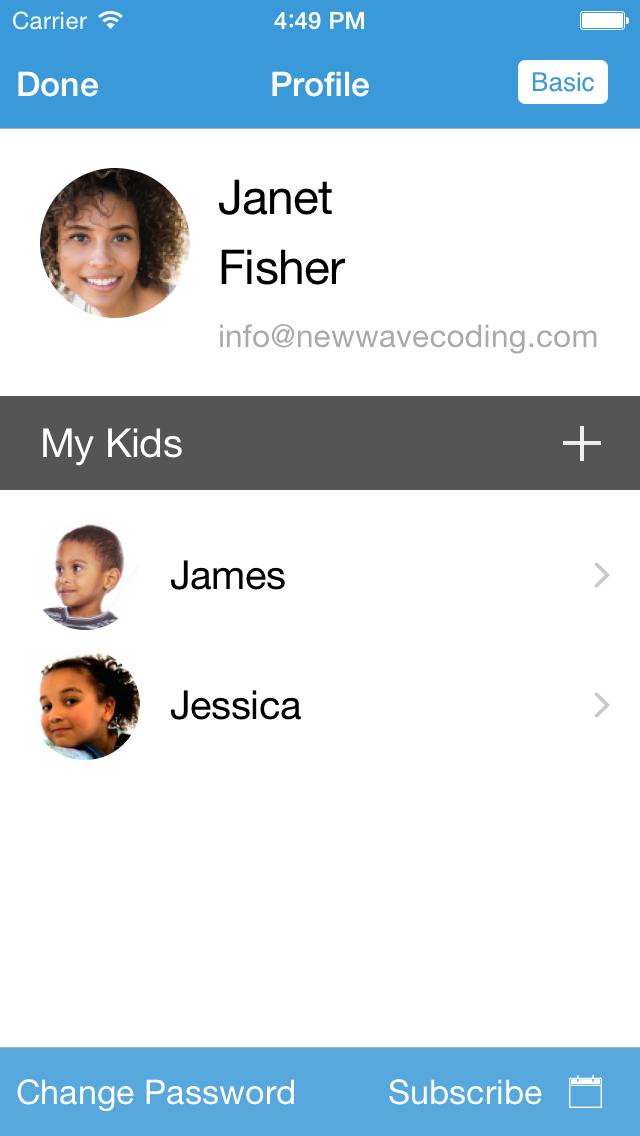 Carrier 4:49 PM
Done Profile Basic
Janet
Fisher
info@newwavecoding.com
My Kids
James
Jessica
Change Password Subscribe